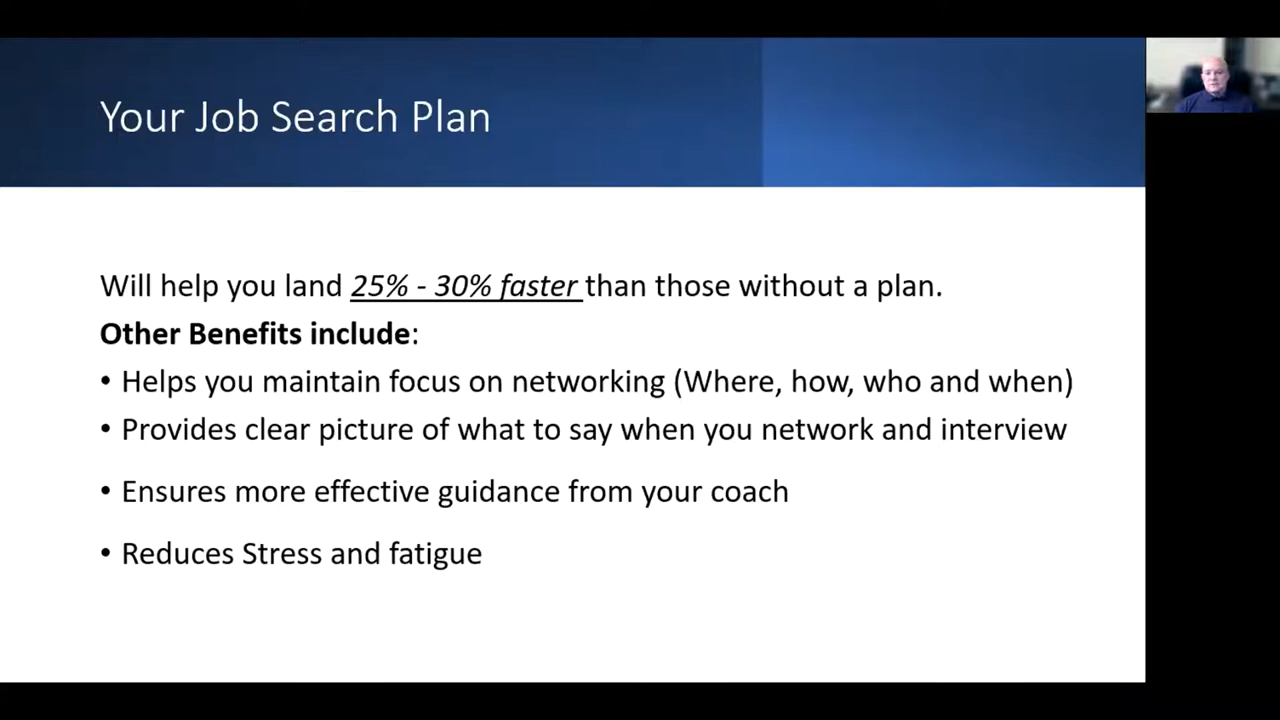 Your Job Search Plan
Will help you land 25% - 30% faster than those without a plan.
Other Benefits include:
• Helps you maintain focus on networking (Where, how, who and when)
• Provides clear picture of what to say when you network and interview
• Ensures more effective guidance from your coach
• Reduces Stress and fatigue